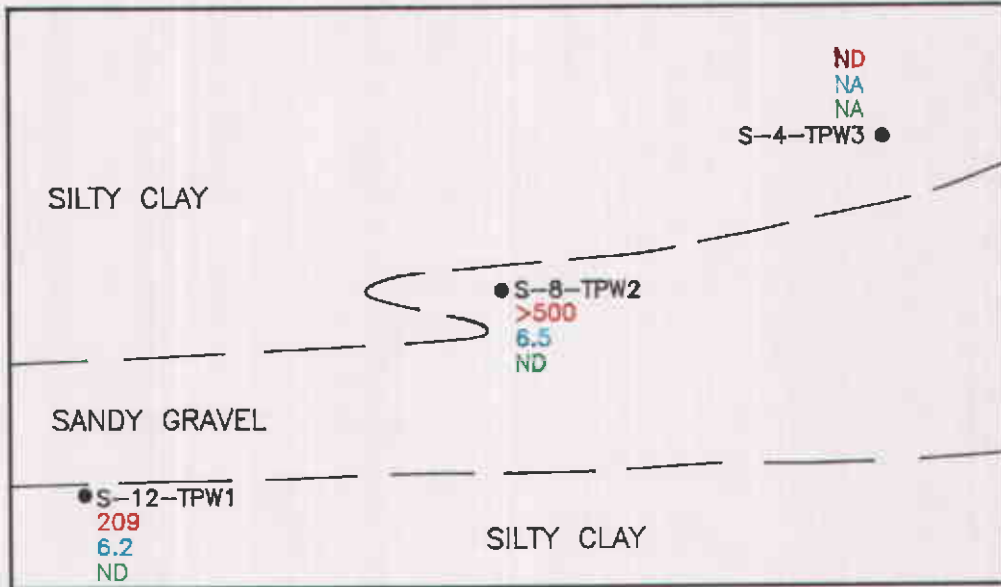 ND
NA
NA
S-4-TPW3
SILTY CLAY
S-8-TPW2
>500
6.5
ND
SANDY GRAVEL
S-12-TPW1
209
6.2
ND
SILTY CLAY